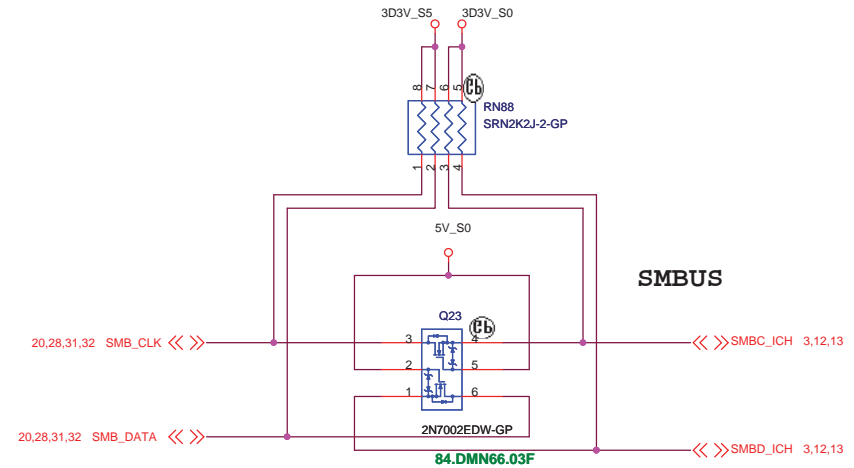 3D3V_S5 3D3V_S0
8 7 6 5
RN88
SRN2K2J-2-GP
1 2 3 4
5V_S0
SMBUS
Q23
20,28,31,32 SMB_CLK 3 4 SMBC_ICH 3,12,13
2 5
1 6
20,28,31,32 SMB_DATA 2N7002EDW-GP
84.DMN66.03F SMBD_ICH 3,12,13